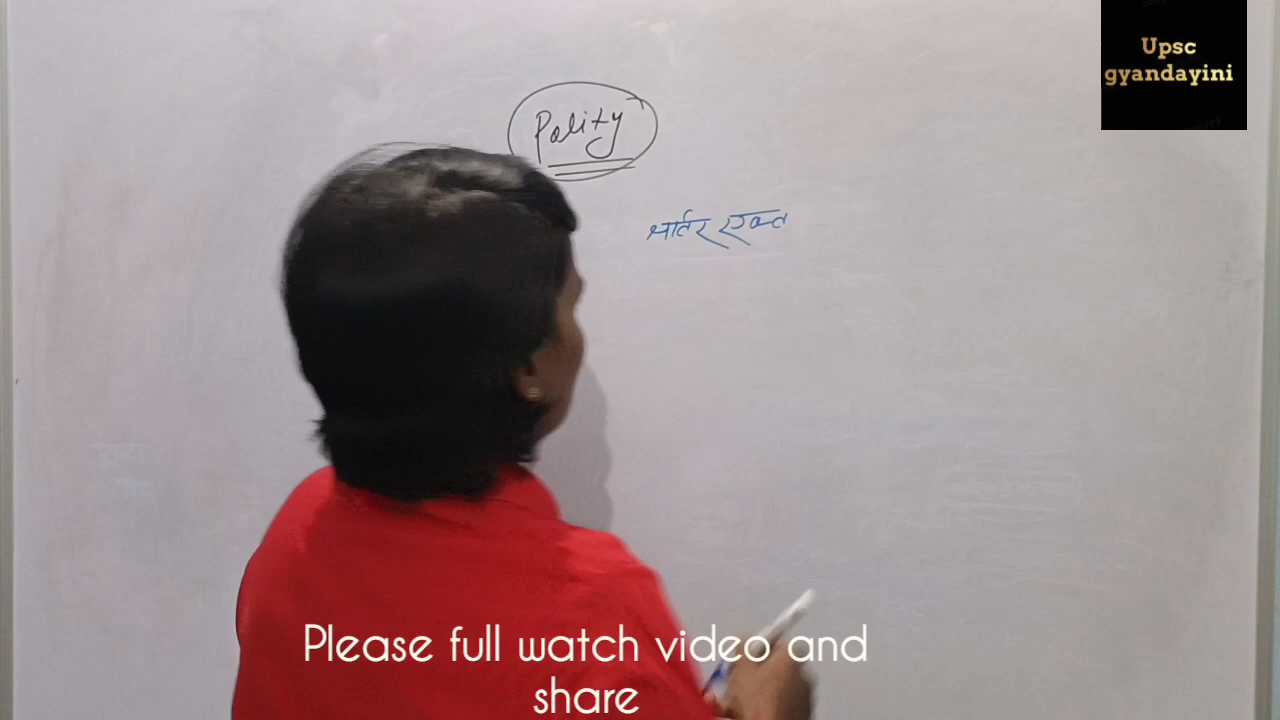 Upsc
gyandayini
Polity
चार्टर एक्ट
Please full watch video and
share